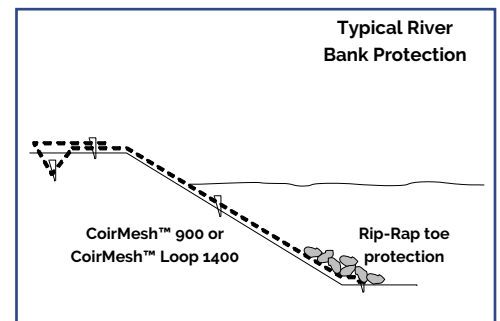 Typical River
Bank Protection
CoirMesh™ 900 or
CoirMesh™ Loop 1400
Rip-Rap toe
protection